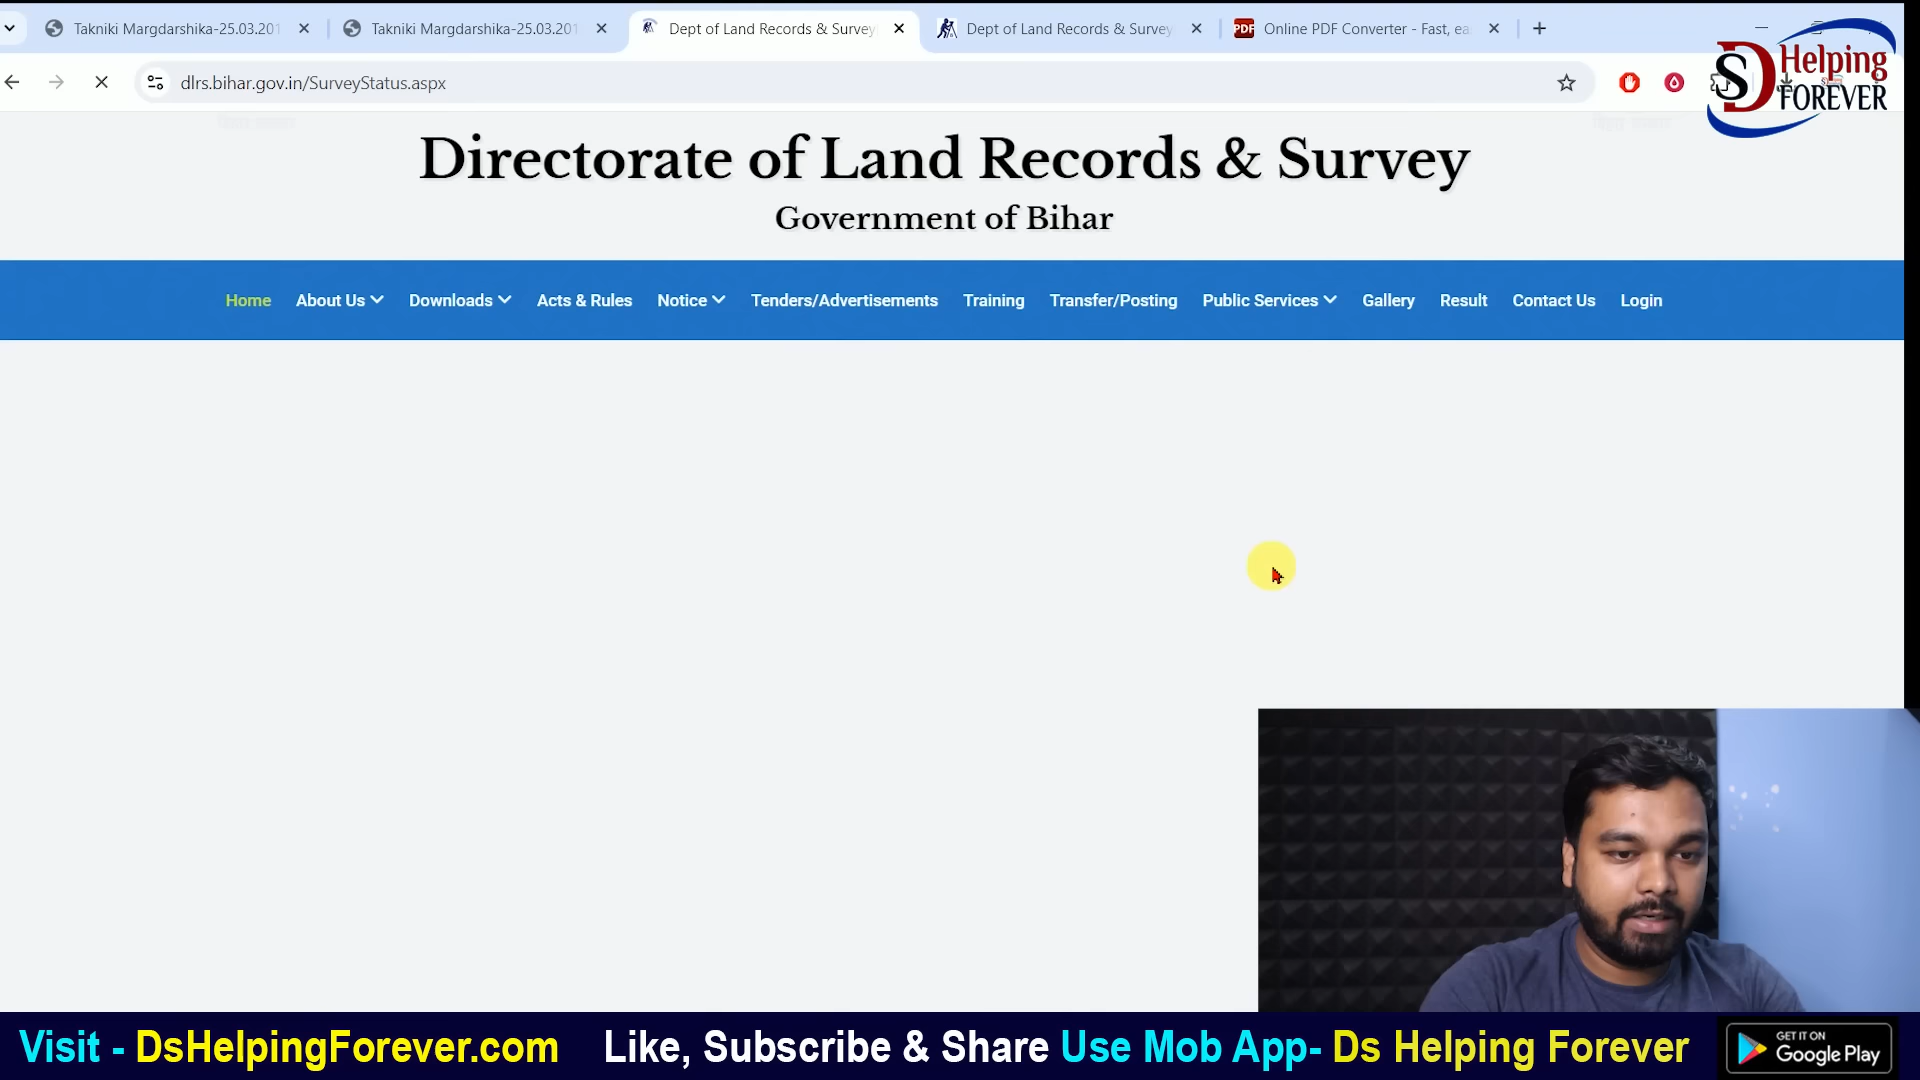 Takniki Margdarshika-25.03.201
Takniki Margdarshika-25.03.201
Dept of Land Records & Survey
Dept of Land Records & Survey
PDF
Online PDF Converter - Fast, ea
dlrs.bihar.gov.in/SurveyStatus.aspx
DS Helping FOREVER
Directorate of Land Records & Survey
Government of Bihar
Home About Us Downloads Acts & Rules Notice Tenders/Advertisements Training Transfer/Posting Public Services Gallery Result Contact Us Login
Visit - DsHelpingForever.com Like, Subscribe & Share Use Mob App- Ds Helping Forever
GET IT ON
Google Play